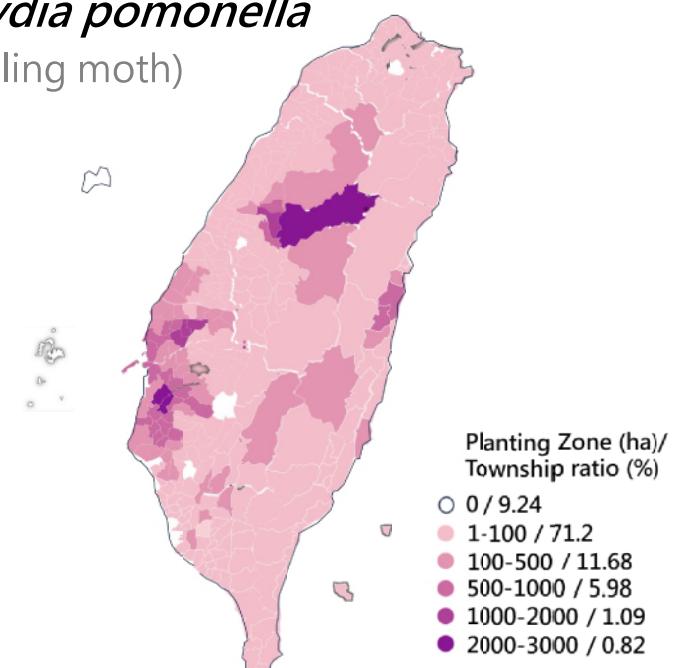 ydia pomonella
ling moth)
Planting Zone (ha)/
Township ratio (%)
0 / 9.24
1-100 / 71.2
100-500 / 11.68
500-1000 / 5.98
1000-2000 / 1.09
2000-3000 / 0.82